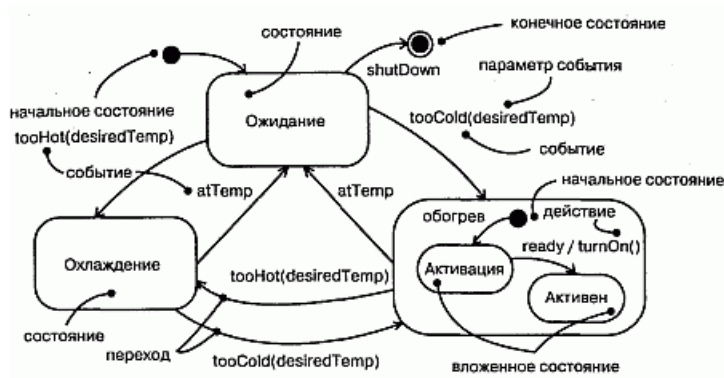 состояние
конечное состояние
shutDown
параметр события
начальное состояние
tooHot(desiredTemp)
Ожидание
tooCold(desiredTemp)
событие
событие
atTemp
atTemp
начальное состояние
обогрев
действие
ready / turnOn()
Охлаждение
tooHot(desiredTemp)
Активация
Активен
состояние
переход
tooCold(desiredTemp)
вложенное состояние